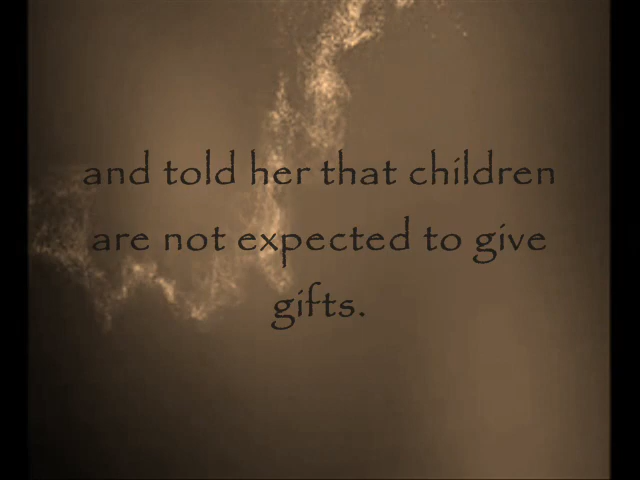 and told her that children
are not expected to give
gifts.